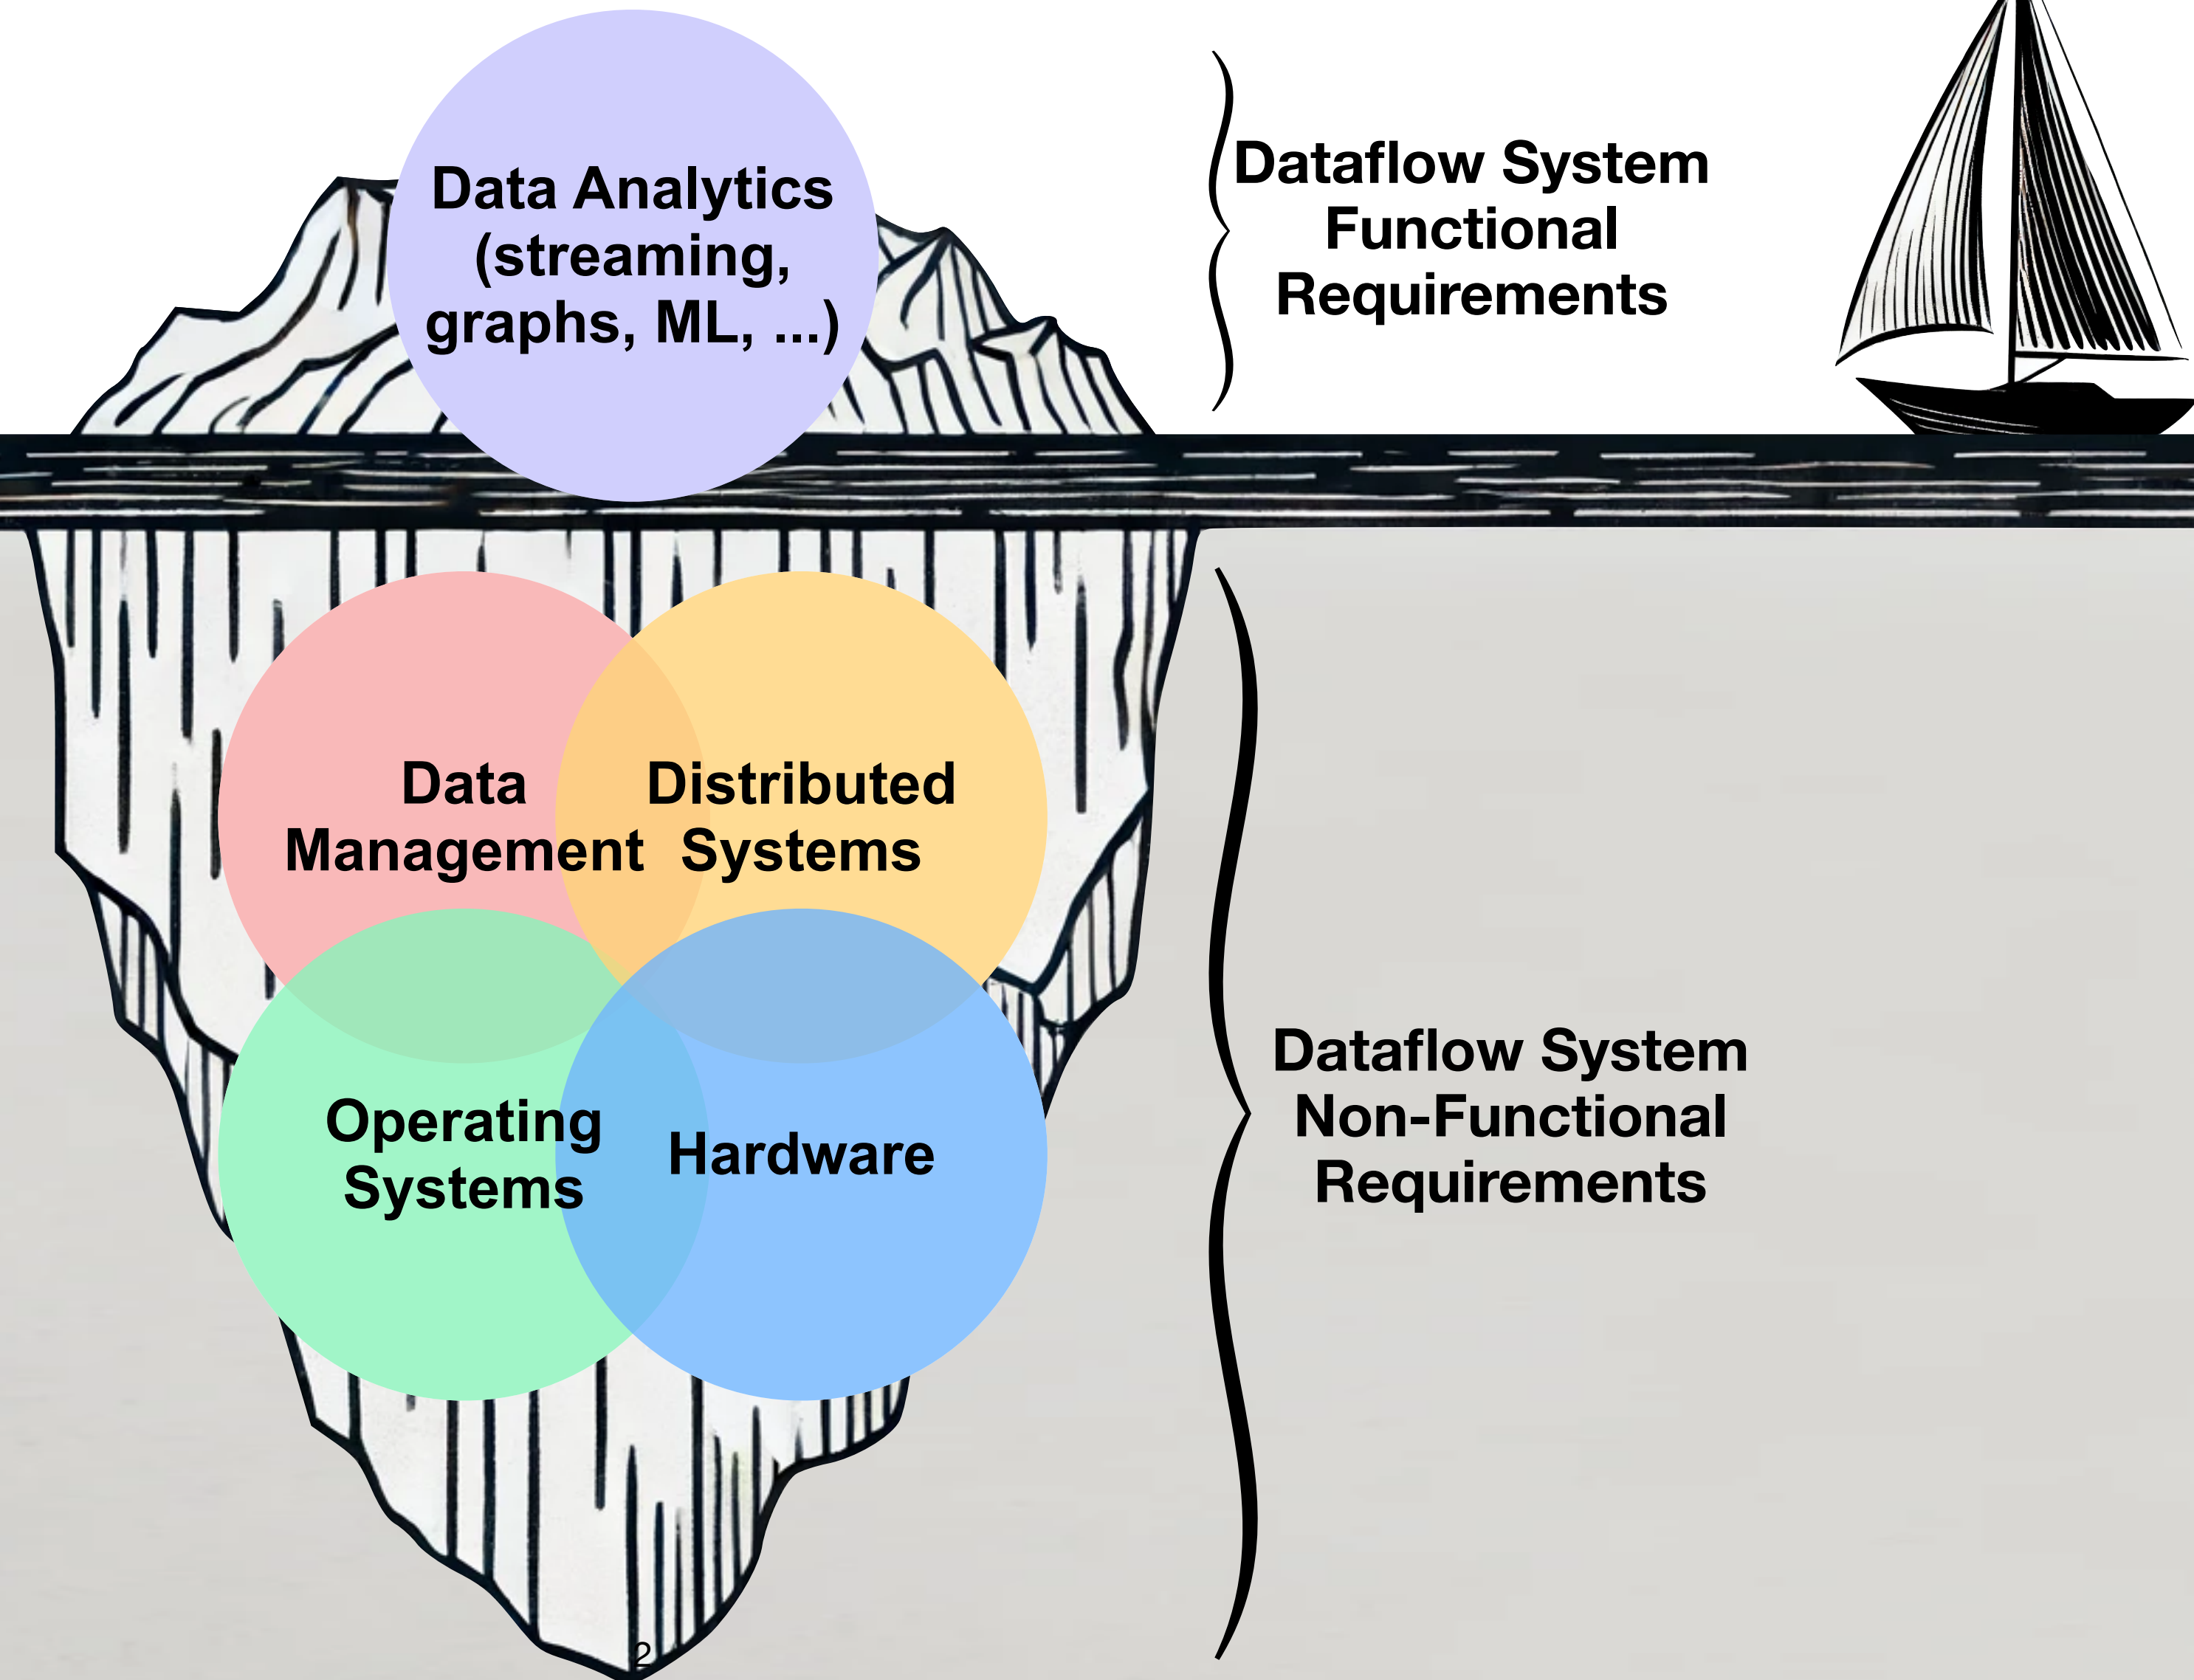 Data Analytics
(streaming,
graphs, ML, ...)
Dataflow System
Functional
Requirements
Data
Management
Distributed
Systems
Operating
Systems
Hardware
Dataflow System
Non-Functional
Requirements
2